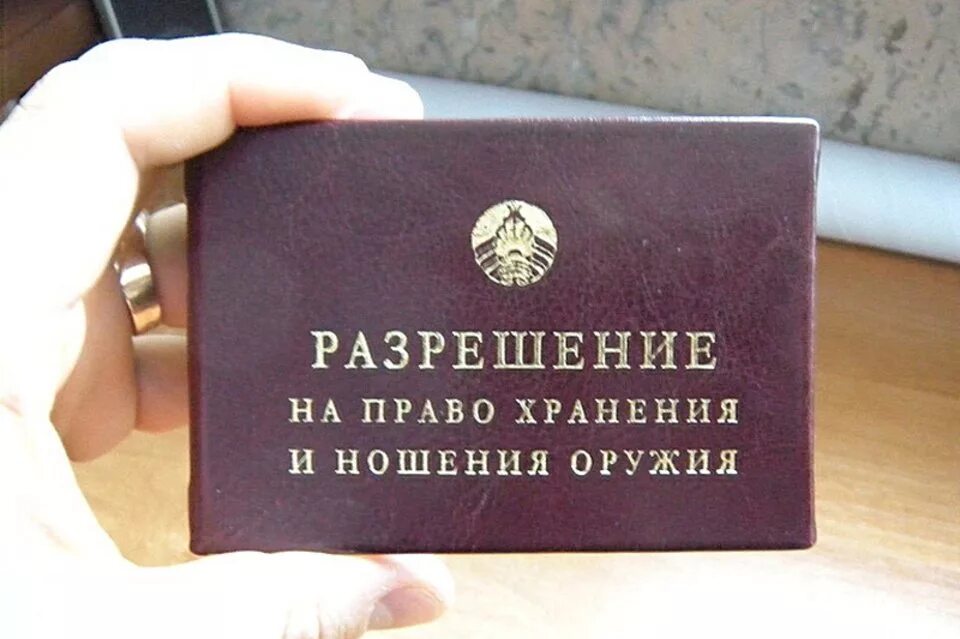 РАЗРЕШЕНИЕ
НА ПРАВО ХРАНЕНИЯ
И НОШЕНИЯ ОРУЖИЯ